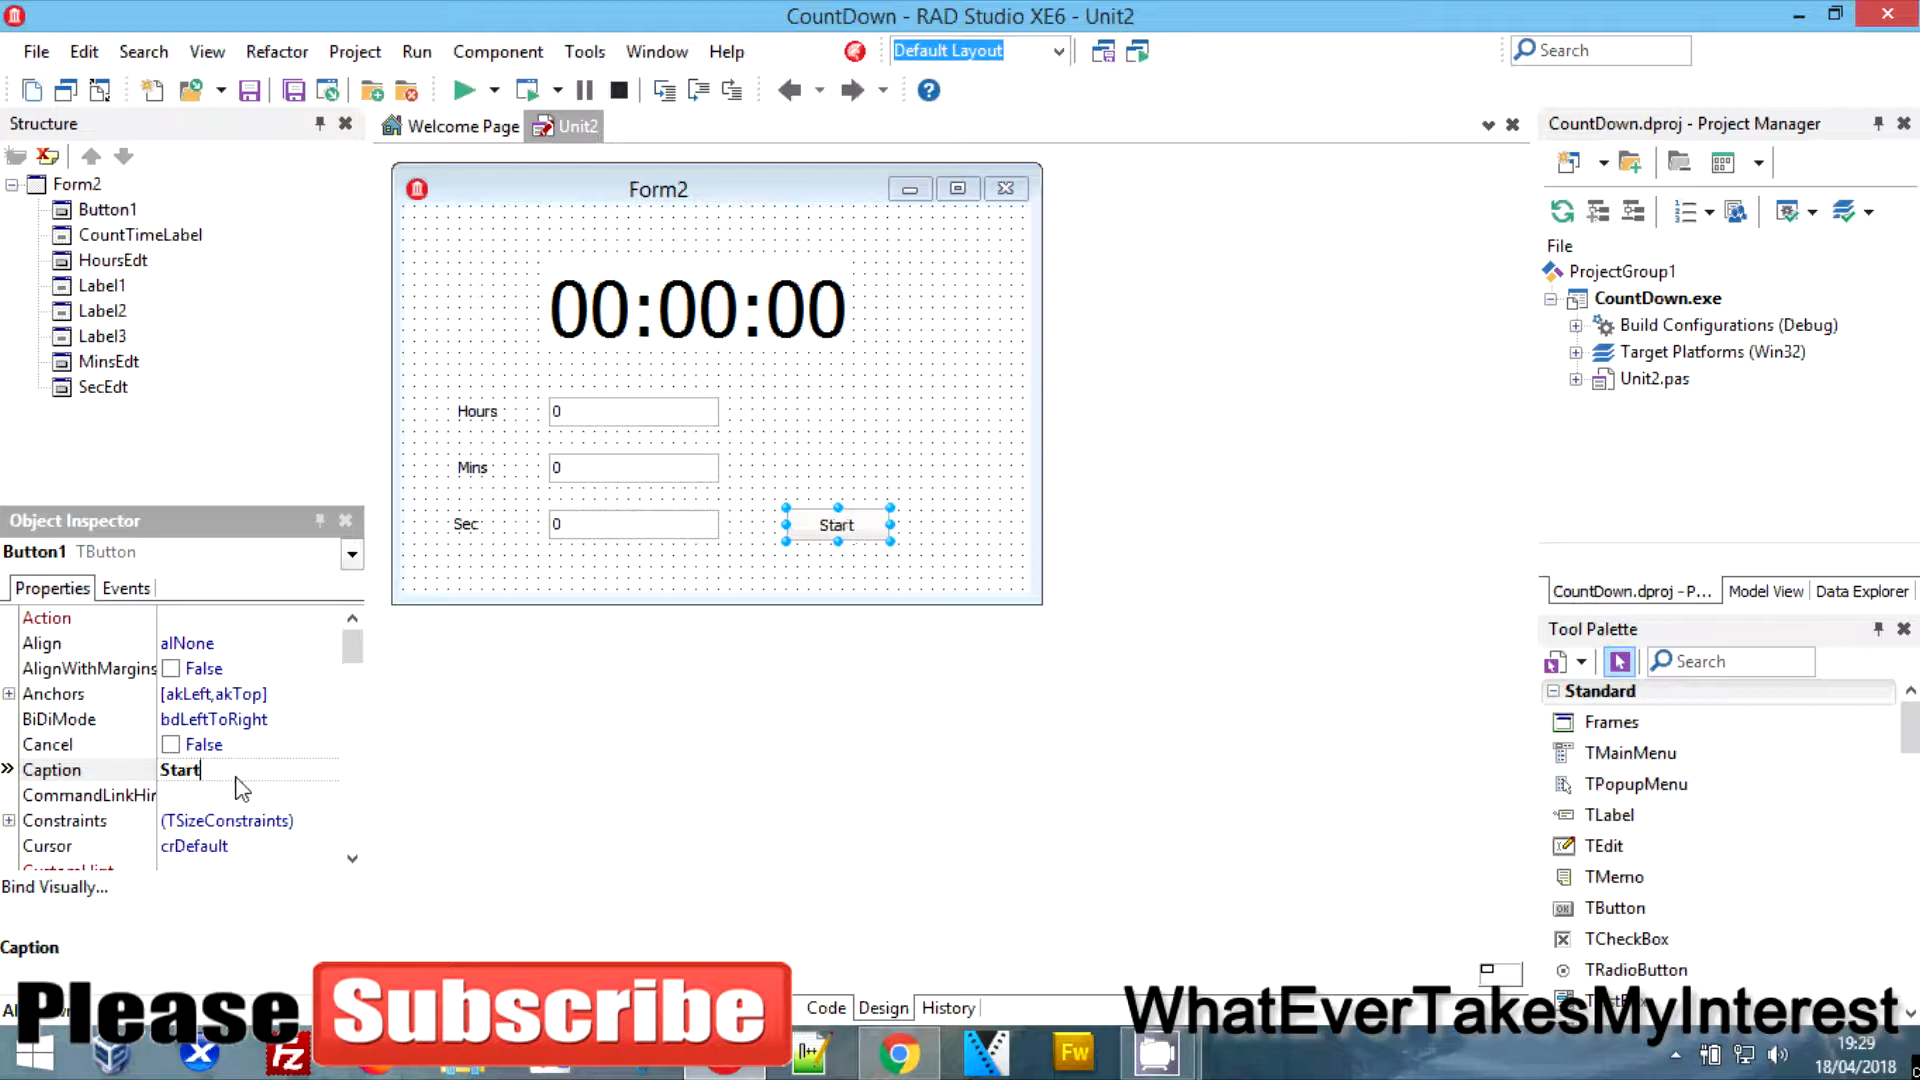 CountDown - RAD Studio XE6 - Unit2
File Edit Search View Refactor Project Run Component Tools Window Help
Default Layout
Search
Structure
Welcome Page
Unit2
CountDown.dproj - Project Manager
Form2
Button1
CountTimeLabel
HoursEdt
Label1
Label2
Label3
MinsEdt
SecEdt
Form2
00:00:00
Hours
0
Mins
0
Sec
0
Start
File
ProjectGroup1
CountDown.exe
Build Configurations (Debug)
Target Platforms (Win32)
Unit2.pas
Object Inspector
Button1 TButton
Properties Events
Action
Align alNone
AlignWithMargins False
Anchors [akLeft,akTop]
BiDiMode bdLeftToRight
Cancel False
Caption Start
CommandLinkHir
Constraints (TSizeConstraints)
Cursor crDefault
Bind Visually...
Caption
CountDown.dproj - P... Model View Data Explorer
Tool Palette
Search
Standard
Frames
TMainMenu
TPopupMenu
TLabel
TEdit
TMemo
TButton
TCheckBox
TRadioButton
Code Design History
Please Subscribe
WhatEverTakesMyInterest
Fw
19:29
18/04/2018